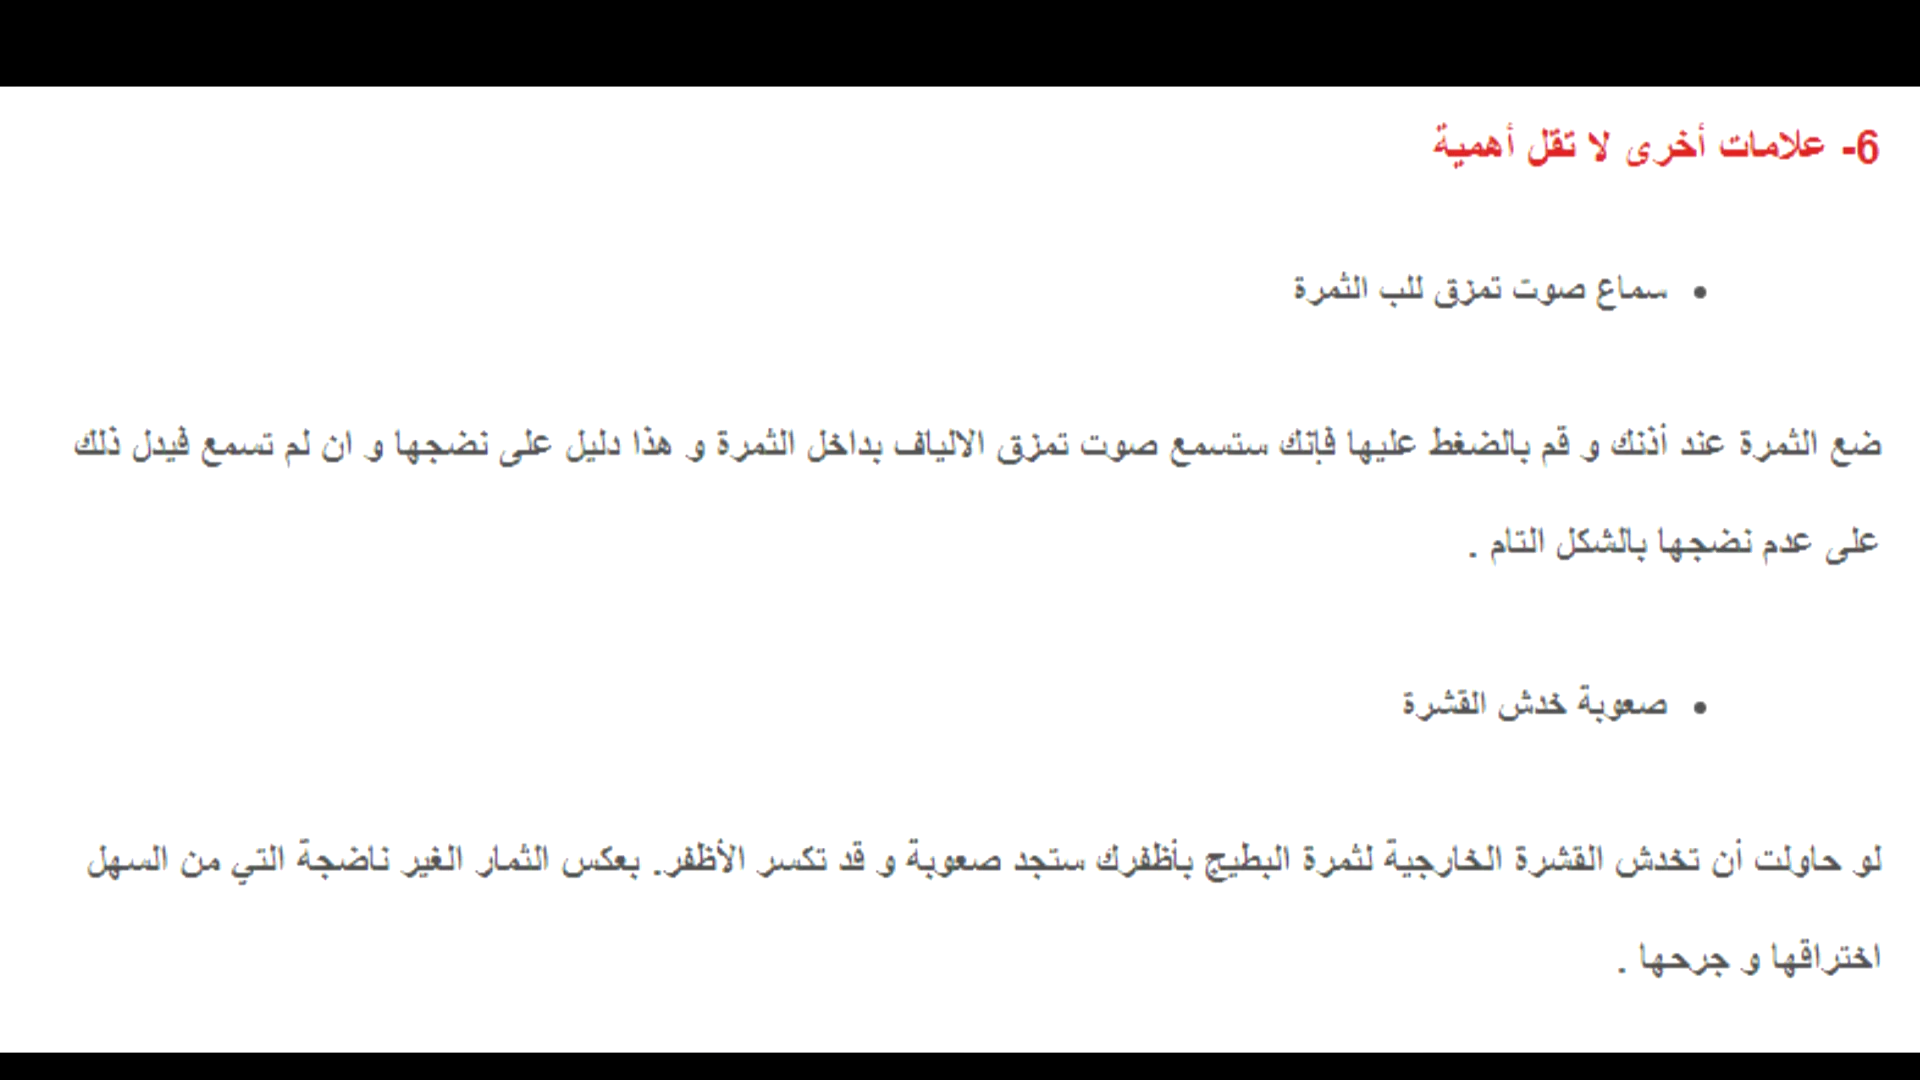 6- علامات أخرى لا تقل أهمية
• سماع صوت تمزق للب الثمرة
ضع الثمرة عند أذنك و قم بالضغط عليها فإنك ستسمع صوت تمزق الالياف بداخل الثمرة و هذا دليل على نضجها و ان لم تسمع فيدل ذلك
على عدم نضجها بالشكل التام .
• صعوبة خدش القشرة
لو حاولت أن تخدش القشرة الخارجية لثمرة البطيج بأظفرك ستجد صعوبة و قد تكسر الأظفر. بعكس الثمار الغير ناضجة التي من السهل
اختراقها و جرحها .